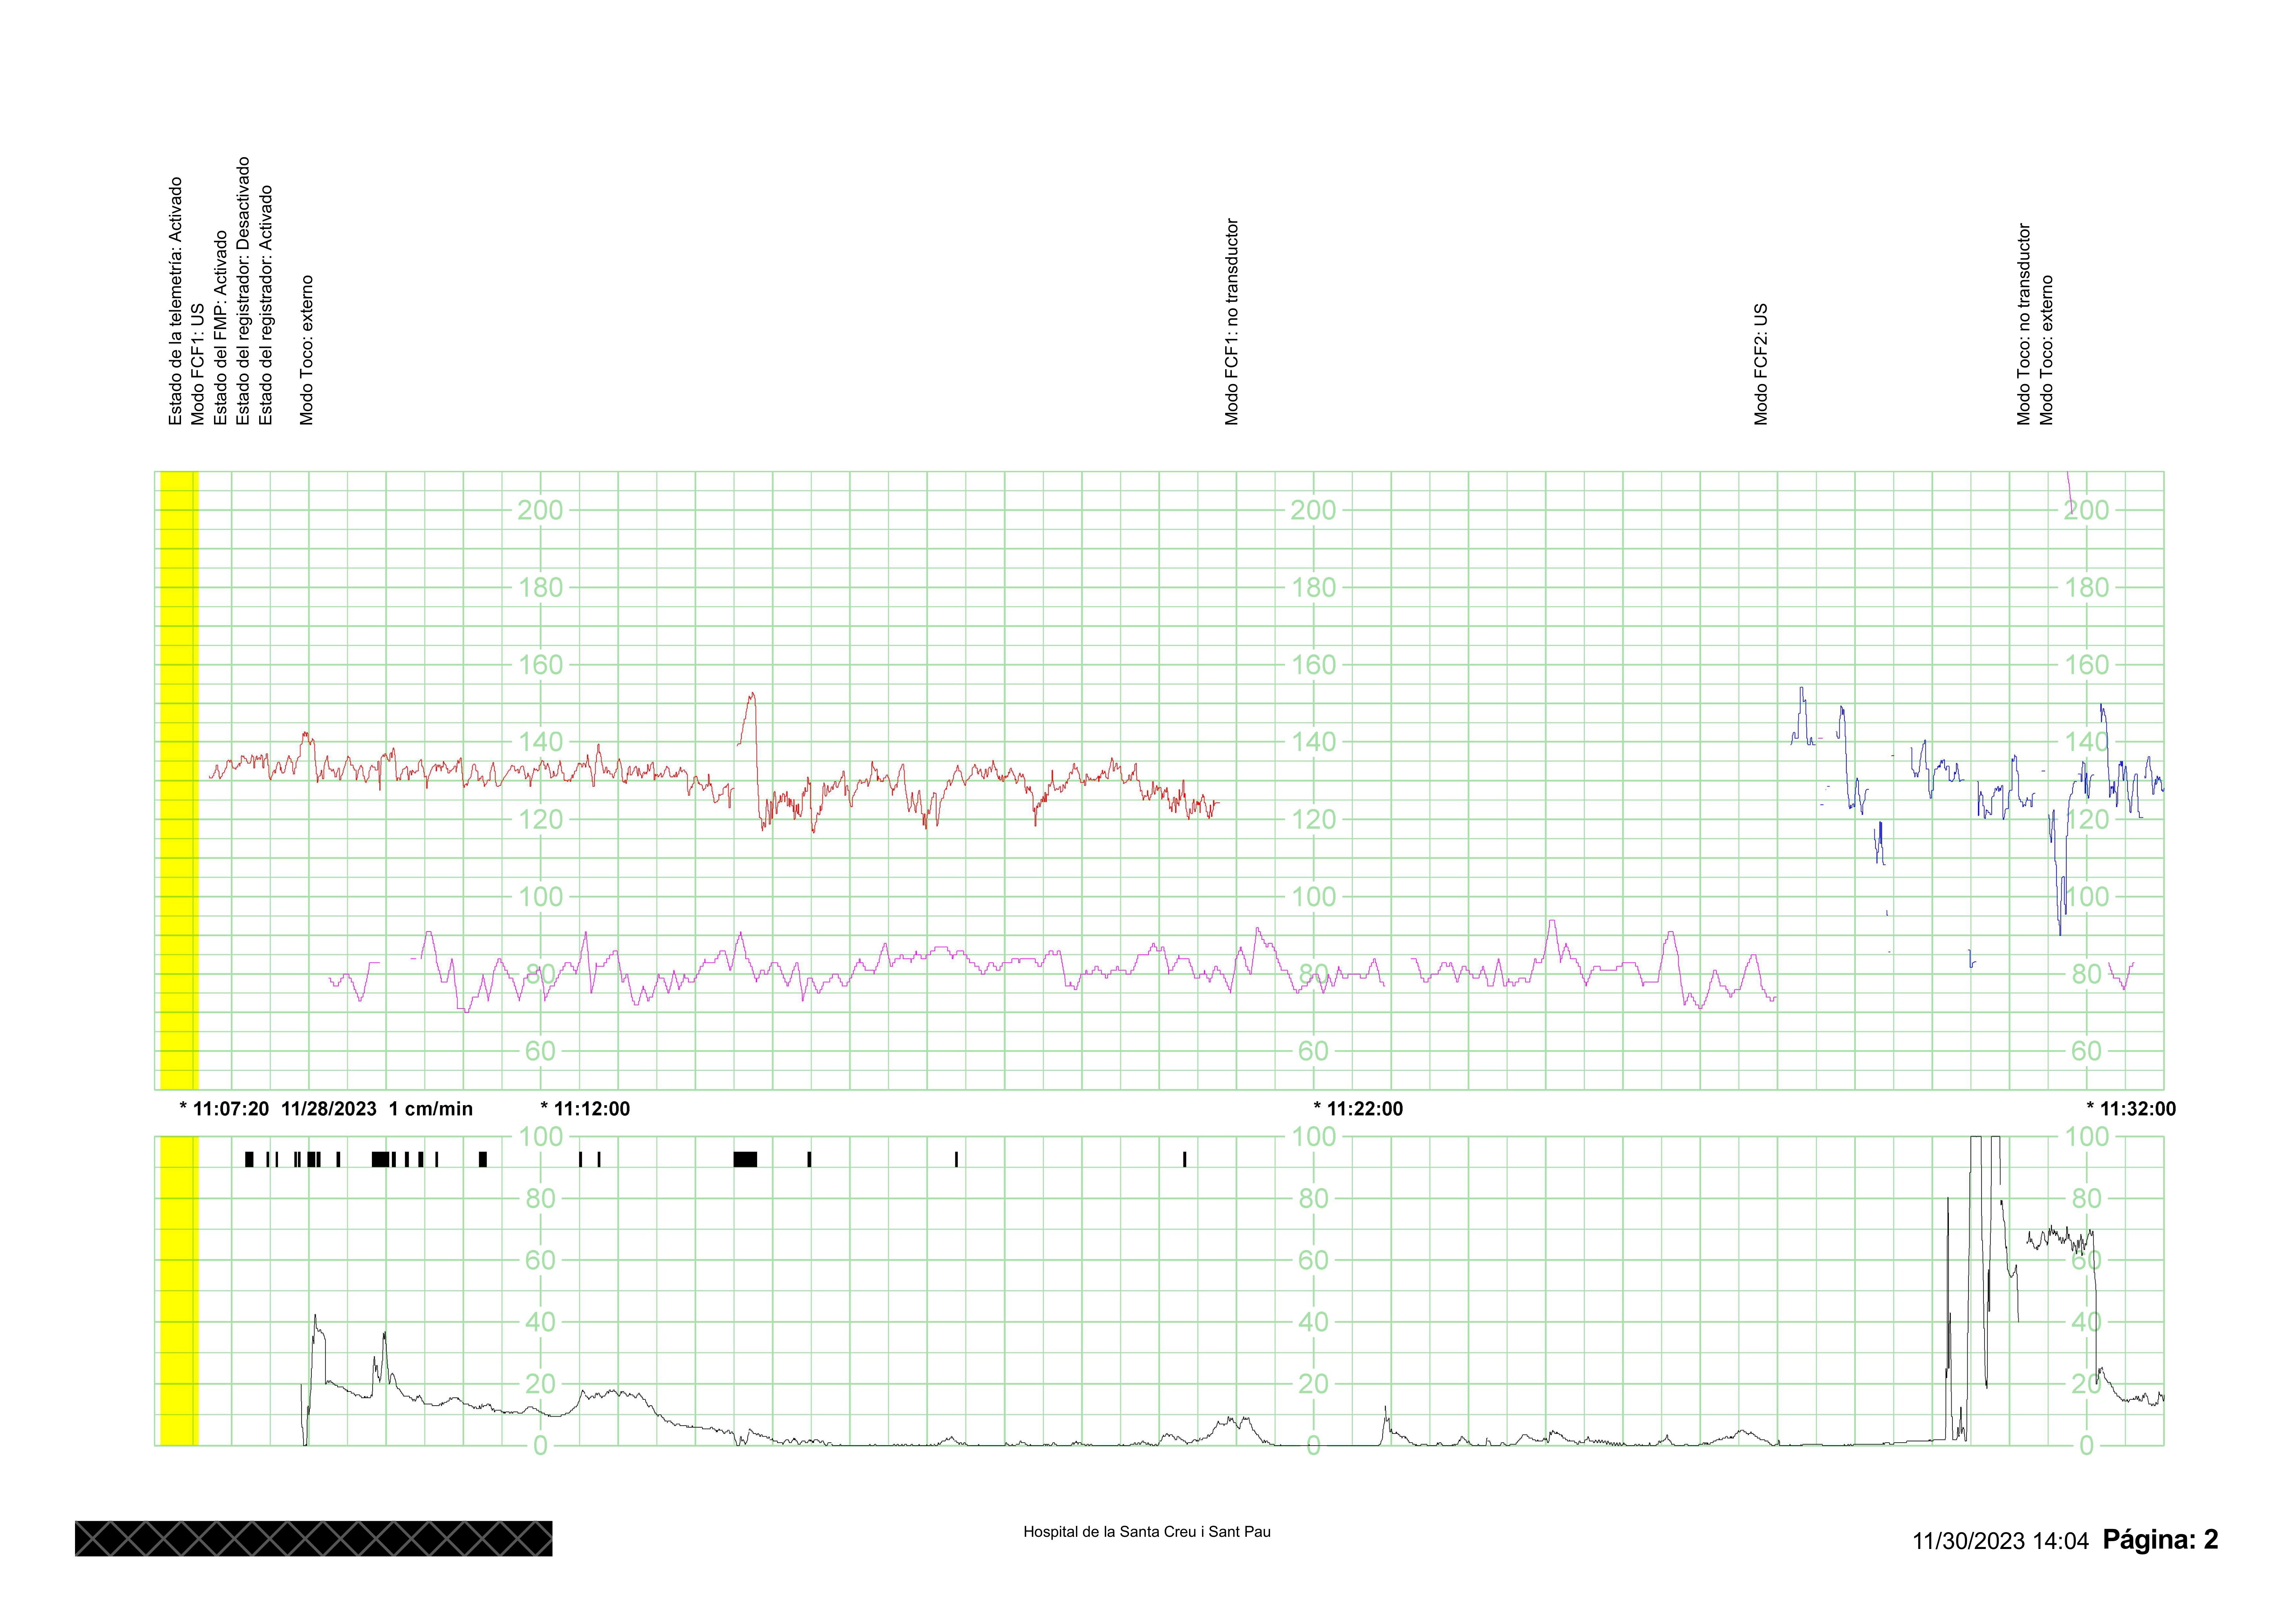 Estado de la telemetría: Activado
Modo FCF1: US
Estado del FMP: Activado
Estado del registrador: Desactivado
Estado del registrador: Activado
Modo Toco: externo
Modo FCF1: no transductor
Modo FCF2: US
Modo Toco: no transductor
Modo Toco: externo
200 200 200
180 180 180
160 160 160
140 140 140
120 120 120
100 100 100
80 80 80
60 60 60
* 11:07:20 11/28/2023 1 cm/min * 11:12:00 * 11:22:00 * 11:32:00
100 100 100
80 80 80
60 60 60
40 40 40
20 20 20
0 0 0
Hospital de la Santa Creu i Sant Pau
11/30/2023 14:04 Página: 2